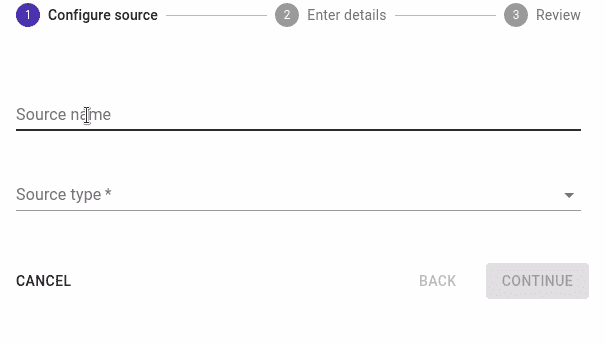 1 Configure source 2 Enter details 3 Review
Source name
Source type *
CANCEL BACK CONTINUE